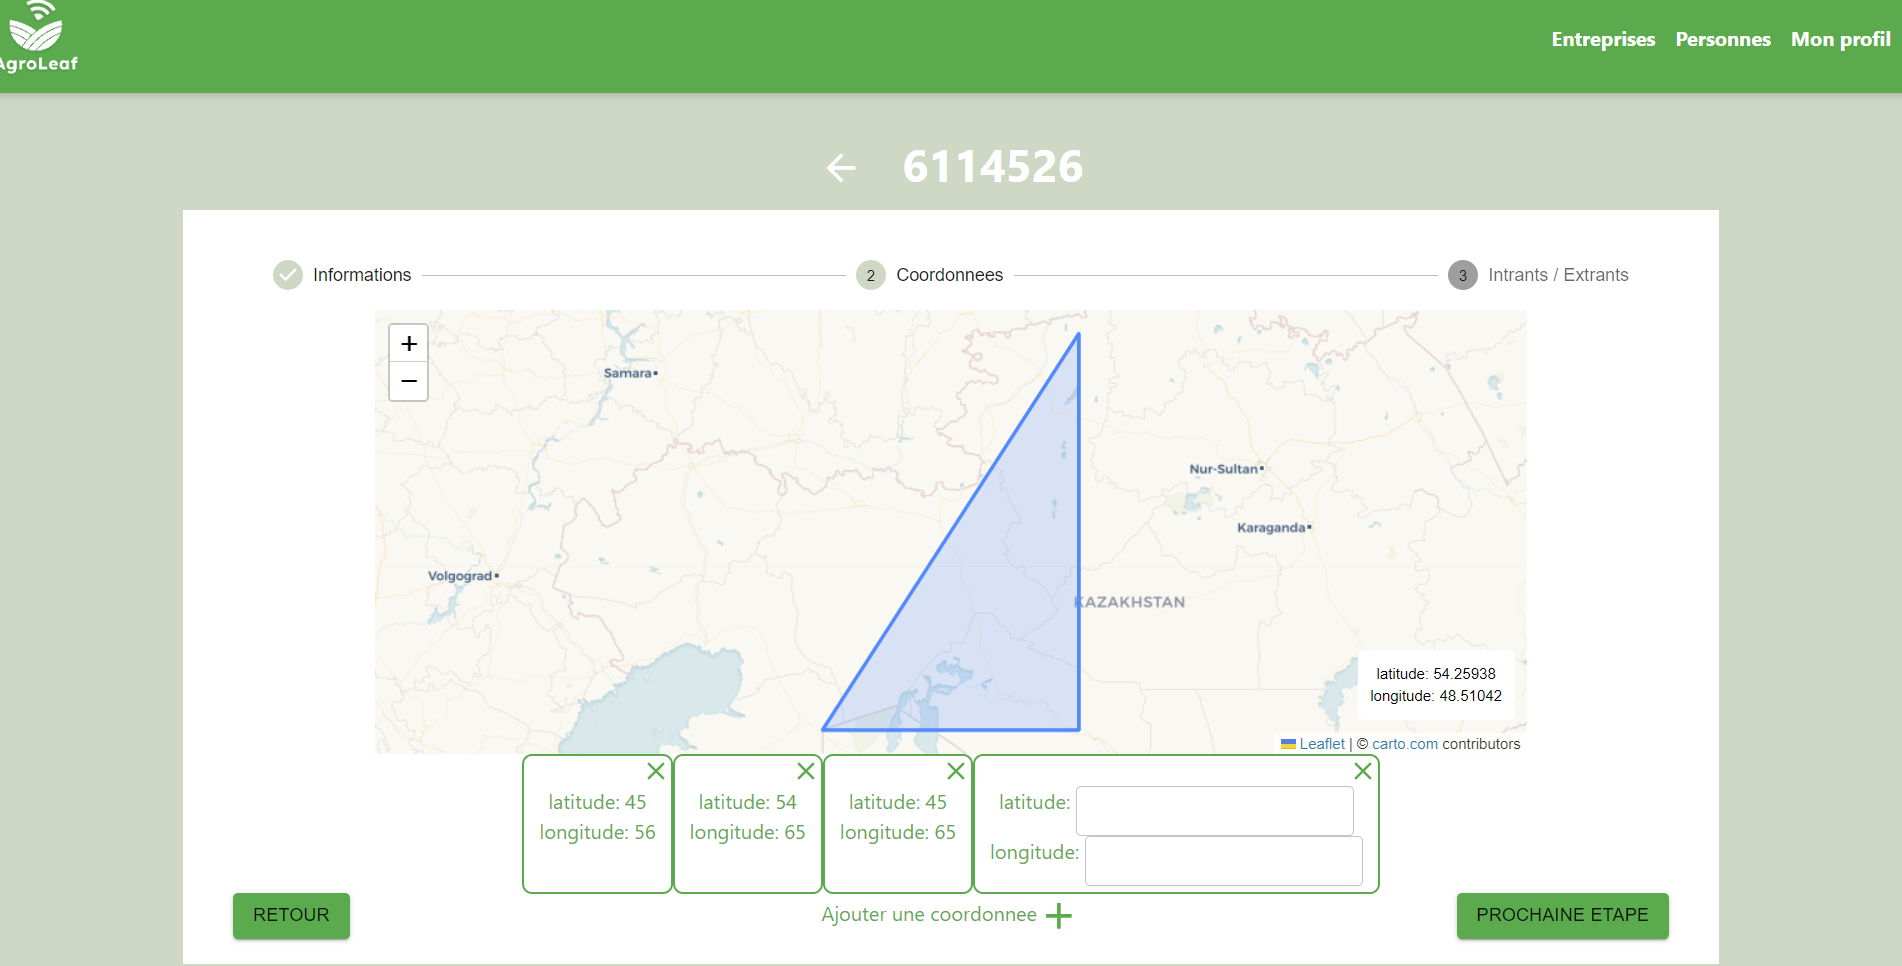 AgroLeaf
Entreprises Personnes Mon profil
6114526
Informations
2 Coordonnees
3 Intrants / Extrants
+
−
Samara
Nur-Sultan
Karaganda
Volgograd
KAZAKHSTAN
latitude: 54.25938
longitude: 48.51042
Leaflet | © carto.com contributors
latitude: 45
longitude: 56
latitude: 54
longitude: 65
latitude: 45
longitude: 65
latitude:
longitude:
RETOUR
Ajouter une coordonnee
PROCHAINE ETAPE